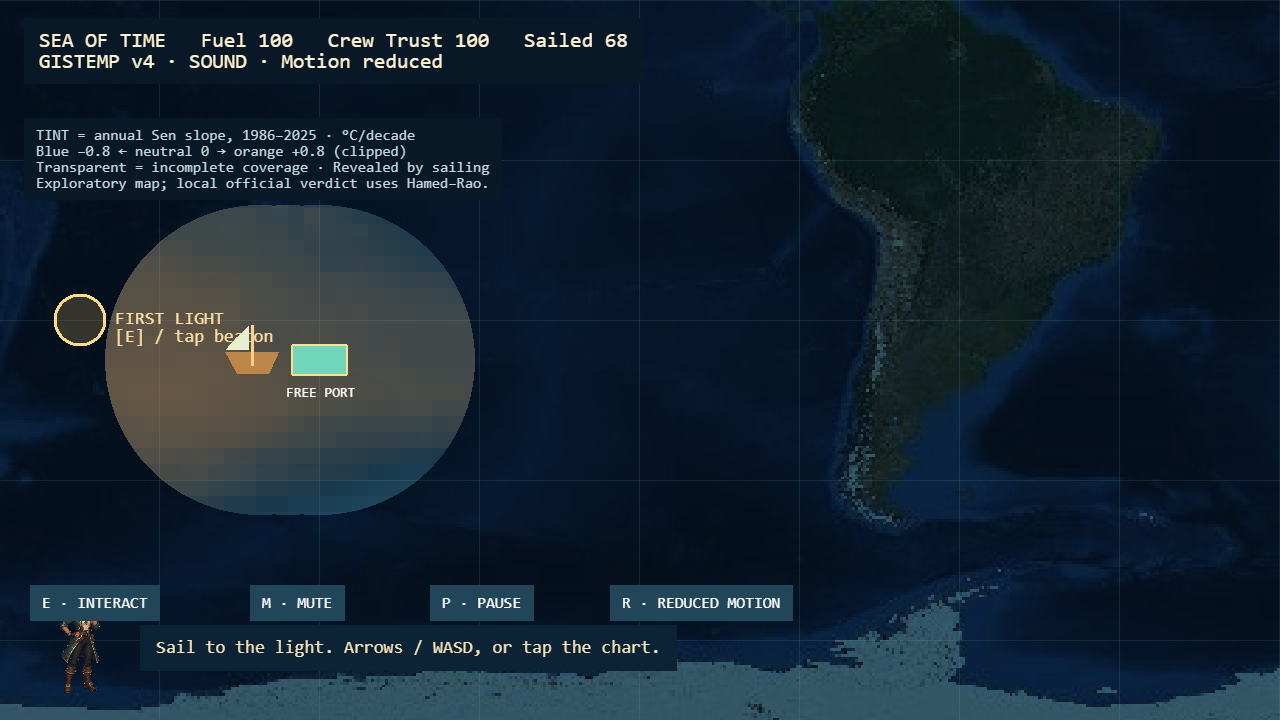 SEA OF TIME   Fuel 100   Crew Trust 100   Sailed 68
GISTEMP v4 · SOUND · Motion reduced
TINT = annual Sen slope, 1986–2025 · °C/decade
Blue −0.8 ← neutral 0 → orange +0.8 (clipped)
Transparent = incomplete coverage · Revealed by sailing
Exploratory map; local official verdict uses Hamed–Rao.
FIRST LIGHT
[E] / tap beacon
FREE PORT
E · INTERACT
M · MUTE
P · PAUSE
R · REDUCED MOTION
Sail to the light. Arrows / WASD, or tap the chart.